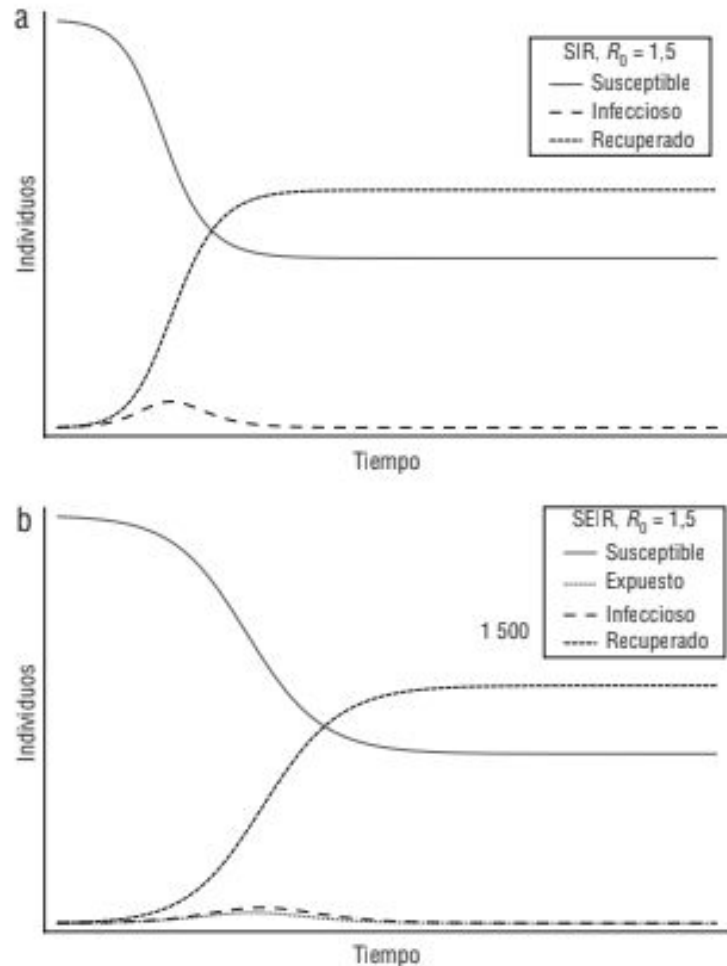 a
SIR, R0 = 1,5
Susceptible
Infeccioso
Recuperado
Individuos
Tiempo
b
SEIR, R0 = 1,5
Susceptible
Expuesto
Infeccioso
1 500
Recuperado
Individuos
Tiempo